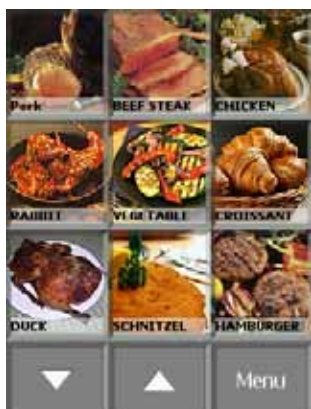 Pork
BEEF STEAK
CHICKEN
RABBIT
VEGETABLE
CROISSANT
DUCK
SCHNITZEL
HAMBURGER
Menu